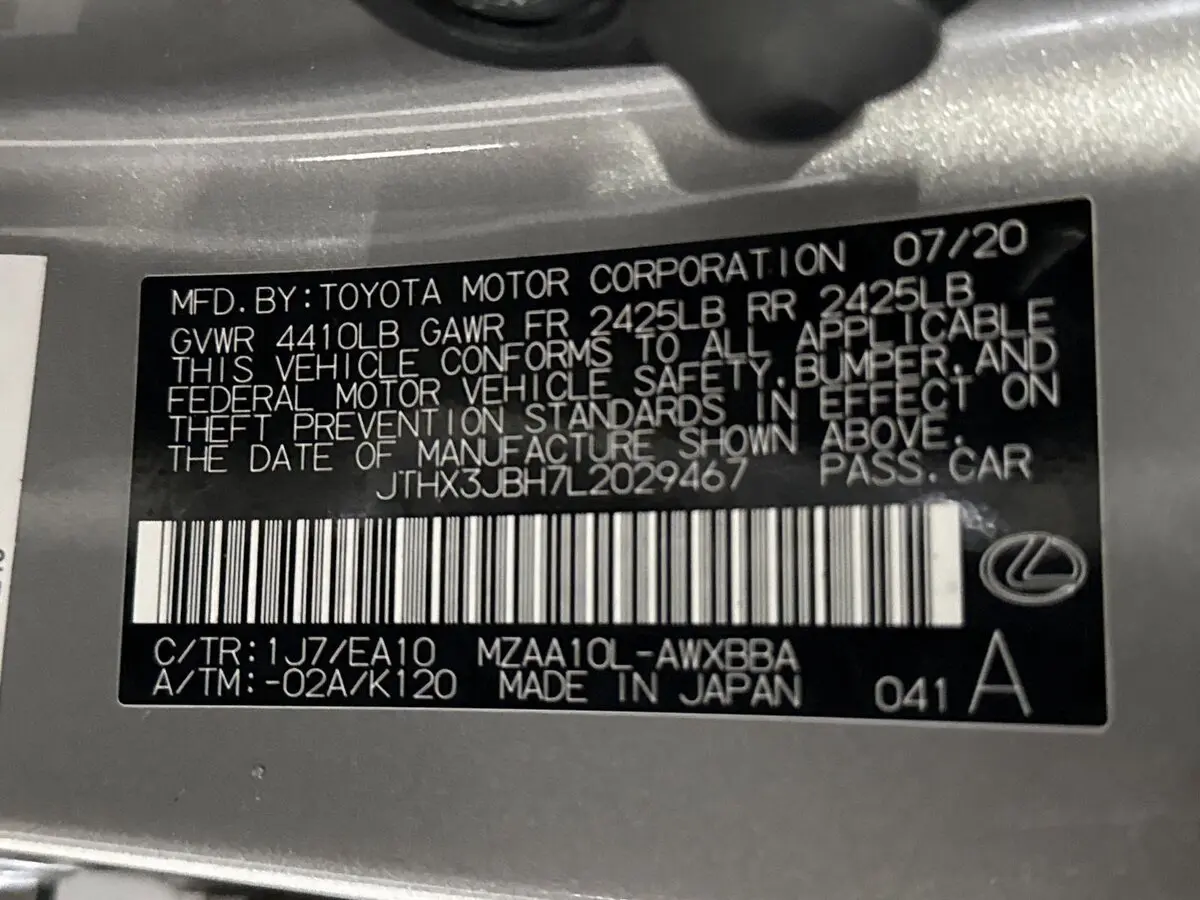 MFD.BY:TOYOTA MOTOR CORPORATION 07/20
GVWR 4410LB GAWR FR 2425LB RR 2425LB
THIS VEHICLE CONFORMS TO ALL APPLICABLE
FEDERAL MOTOR VEHICLE SAFETY,BUMPER,AND
THEFT PREVENTION STANDARDS IN EFFECT ON
THE DATE OF MANUFACTURE SHOWN ABOVE.
JTHX3JBH7L2029467 PASS.CAR
C/TR:1J7/EA10 MZAA10L-AWXBBA
A/TM:-02A/K120 MADE IN JAPAN 041 A